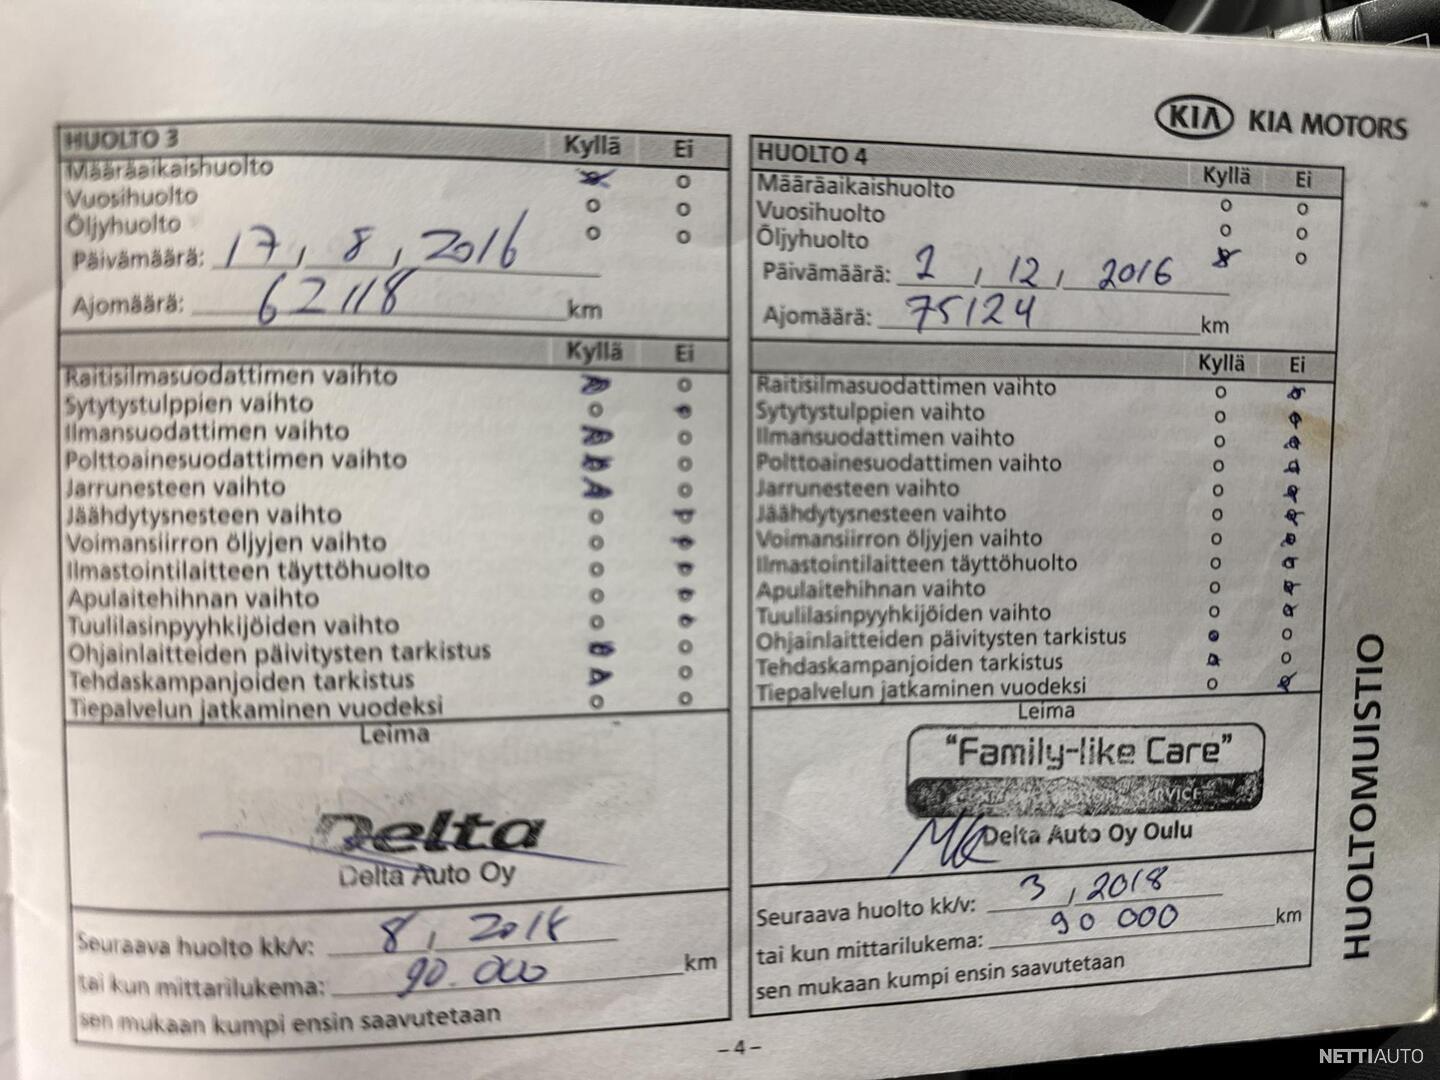 KIA KIA MOTORS
HUOLTO 3 Kyllä Ei
Määräaikaishuolto
Vuosihuolto
Öljyhuolto
Päivämäärä: 17, 8, 2016
Ajomäärä: 62118 km
Kyllä Ei
Raitisilmasuodattimen vaihto
Sytytystulppien vaihto
Ilmansuodattimen vaihto
Polttoainesuodattimen vaihto
Jarrunesteen vaihto
Jäähdytysnesteen vaihto
Voimansiirron öljyjen vaihto
Ilmastointilaitteen täyttöhuolto
Apulaitehihnan vaihto
Tuulilasinpyyhkijöiden vaihto
Ohjainlaitteiden päivitysten tarkistus
Tehdaskampanjoiden tarkistus
Tiepalvelun jatkaminen vuodeksi
Leima
Delta
Delta Auto Oy
Seuraava huolto kk/v: 8, 2018
tai kun mittarilukema: 90.000 km
sen mukaan kumpi ensin saavutetaan
HUOLTO 4 Kyllä Ei
Määräaikaishuolto
Vuosihuolto
Öljyhuolto
Päivämäärä: 2, 12, 2016
Ajomäärä: 75124 km
Kyllä Ei
Raitisilmasuodattimen vaihto
Sytytystulppien vaihto
Ilmansuodattimen vaihto
Polttoainesuodattimen vaihto
Jarrunesteen vaihto
Jäähdytysnesteen vaihto
Voimansiirron öljyjen vaihto
Ilmastointilaitteen täyttöhuolto
Apulaitehihnan vaihto
Tuulilasinpyyhkijöiden vaihto
Ohjainlaitteiden päivitysten tarkistus
Tehdaskampanjoiden tarkistus
Tiepalvelun jatkaminen vuodeksi
Leima
"Family-like Care"
SERVICE
Delta Auto Oy Oulu
Seuraava huolto kk/v: 3, 2018
tai kun mittarilukema: 90 000 km
sen mukaan kumpi ensin saavutetaan
HUOLTOMUISTIO
-4-
NETTIAUTO